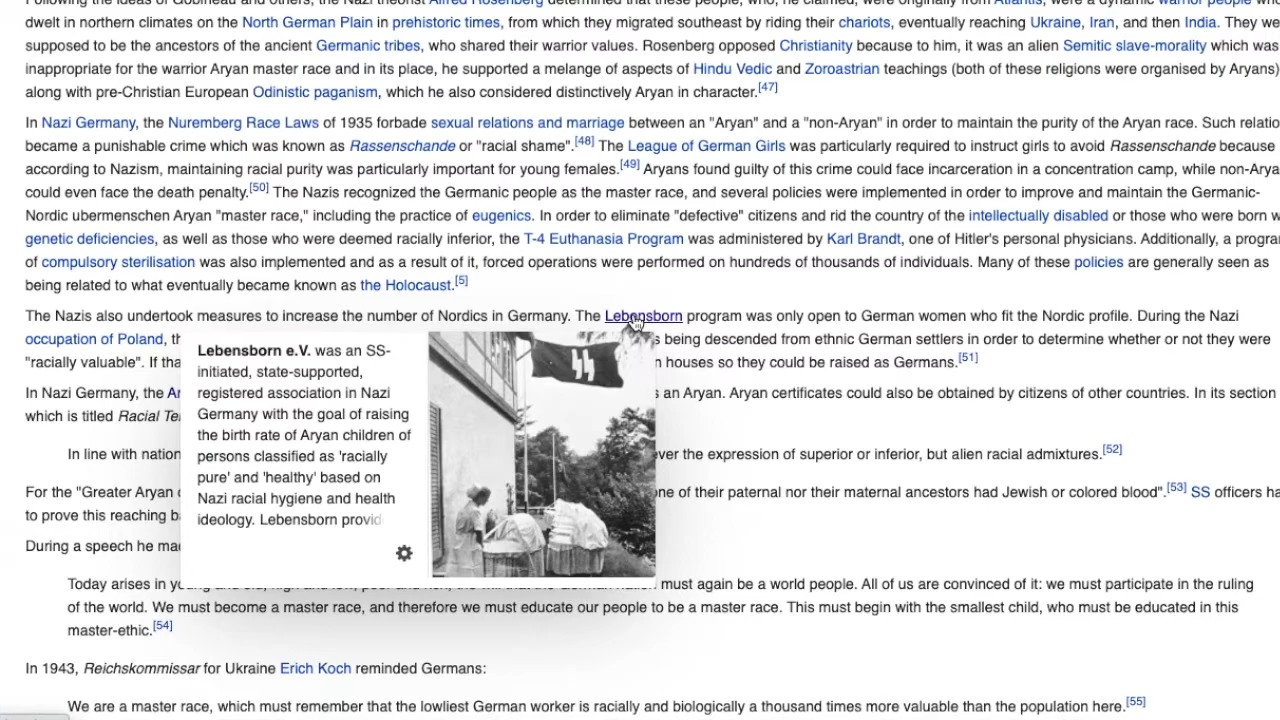 Following the ideas of Gobineau and others, the Nazi theorist Alfred Rosenberg determined that these people, who, he claimed, were originally from Atlantis, were a dynamic warrior people who
dwelt in northern climates on the North German Plain in prehistoric times, from which they migrated southeast by riding their chariots, eventually reaching Ukraine, Iran, and then India. They we
supposed to be the ancestors of the ancient Germanic tribes, who shared their warrior values. Rosenberg opposed Christianity because to him, it was an alien Semitic slave-morality which was
inappropriate for the warrior Aryan master race and in its place, he supported a melange of aspects of Hindu Vedic and Zoroastrian teachings (both of these religions were organised by Aryans)
along with pre-Christian European Odinistic paganism, which he also considered distinctively Aryan in character.[47]
In Nazi Germany, the Nuremberg Race Laws of 1935 forbade sexual relations and marriage between an "Aryan" and a "non-Aryan" in order to maintain the purity of the Aryan race. Such relatio
became a punishable crime which was known as Rassenschande or "racial shame".[48] The League of German Girls was particularly required to instruct girls to avoid Rassenschande because
according to Nazism, maintaining racial purity was particularly important for young females.[49] Aryans found guilty of this crime could face incarceration in a concentration camp, while non-Arya
could even face the death penalty.[50] The Nazis recognized the Germanic people as the master race, and several policies were implemented in order to improve and maintain the Germanic-
Nordic ubermenschen Aryan "master race," including the practice of eugenics. In order to eliminate "defective" citizens and rid the country of the intellectually disabled or those who were born w
genetic deficiencies, as well as those who were deemed racially inferior, the T-4 Euthanasia Program was administered by Karl Brandt, one of Hitler's personal physicians. Additionally, a progra
of compulsory sterilisation was also implemented and as a result of it, forced operations were performed on hundreds of thousands of individuals. Many of these policies are generally seen as
being related to what eventually became known as the Holocaust.[5]
The Nazis also undertook measures to increase the number of Nordics in Germany. The Lebensborn program was only open to German women who fit the Nordic profile. During the Nazi
occupation of Poland, th s being descended from ethnic German settlers in order to determine whether or not they were
"racially valuable". If tha n houses so they could be raised as Germans.[51]
In Nazi Germany, the Ar s an Aryan. Aryan certificates could also be obtained by citizens of other countries. In its section
which is titled Racial Te
In line with nation ever the expression of superior or inferior, but alien racial admixtures.[52]
For the "Greater Aryan one of their paternal nor their maternal ancestors had Jewish or colored blood".[53] SS officers ha
to prove this reaching b
During a speech he ma
Lebensborn e.V. was an SS-
initiated, state-supported,
registered association in Nazi
Germany with the goal of raising
the birth rate of Aryan children of
persons classified as 'racially
pure' and 'healthy' based on
Nazi racial hygiene and health
ideology. Lebensborn provid
Today arises in young and old, high and low, poor and rich, the will that the German nation must again be a world people. All of us are convinced of it: we must participate in the ruling
of the world. We must become a master race, and therefore we must educate our people to be a master race. This must begin with the smallest child, who must be educated in this
master-ethic.[54]
In 1943, Reichskommissar for Ukraine Erich Koch reminded Germans:
We are a master race, which must remember that the lowliest German worker is racially and biologically a thousand times more valuable than the population here.[55]